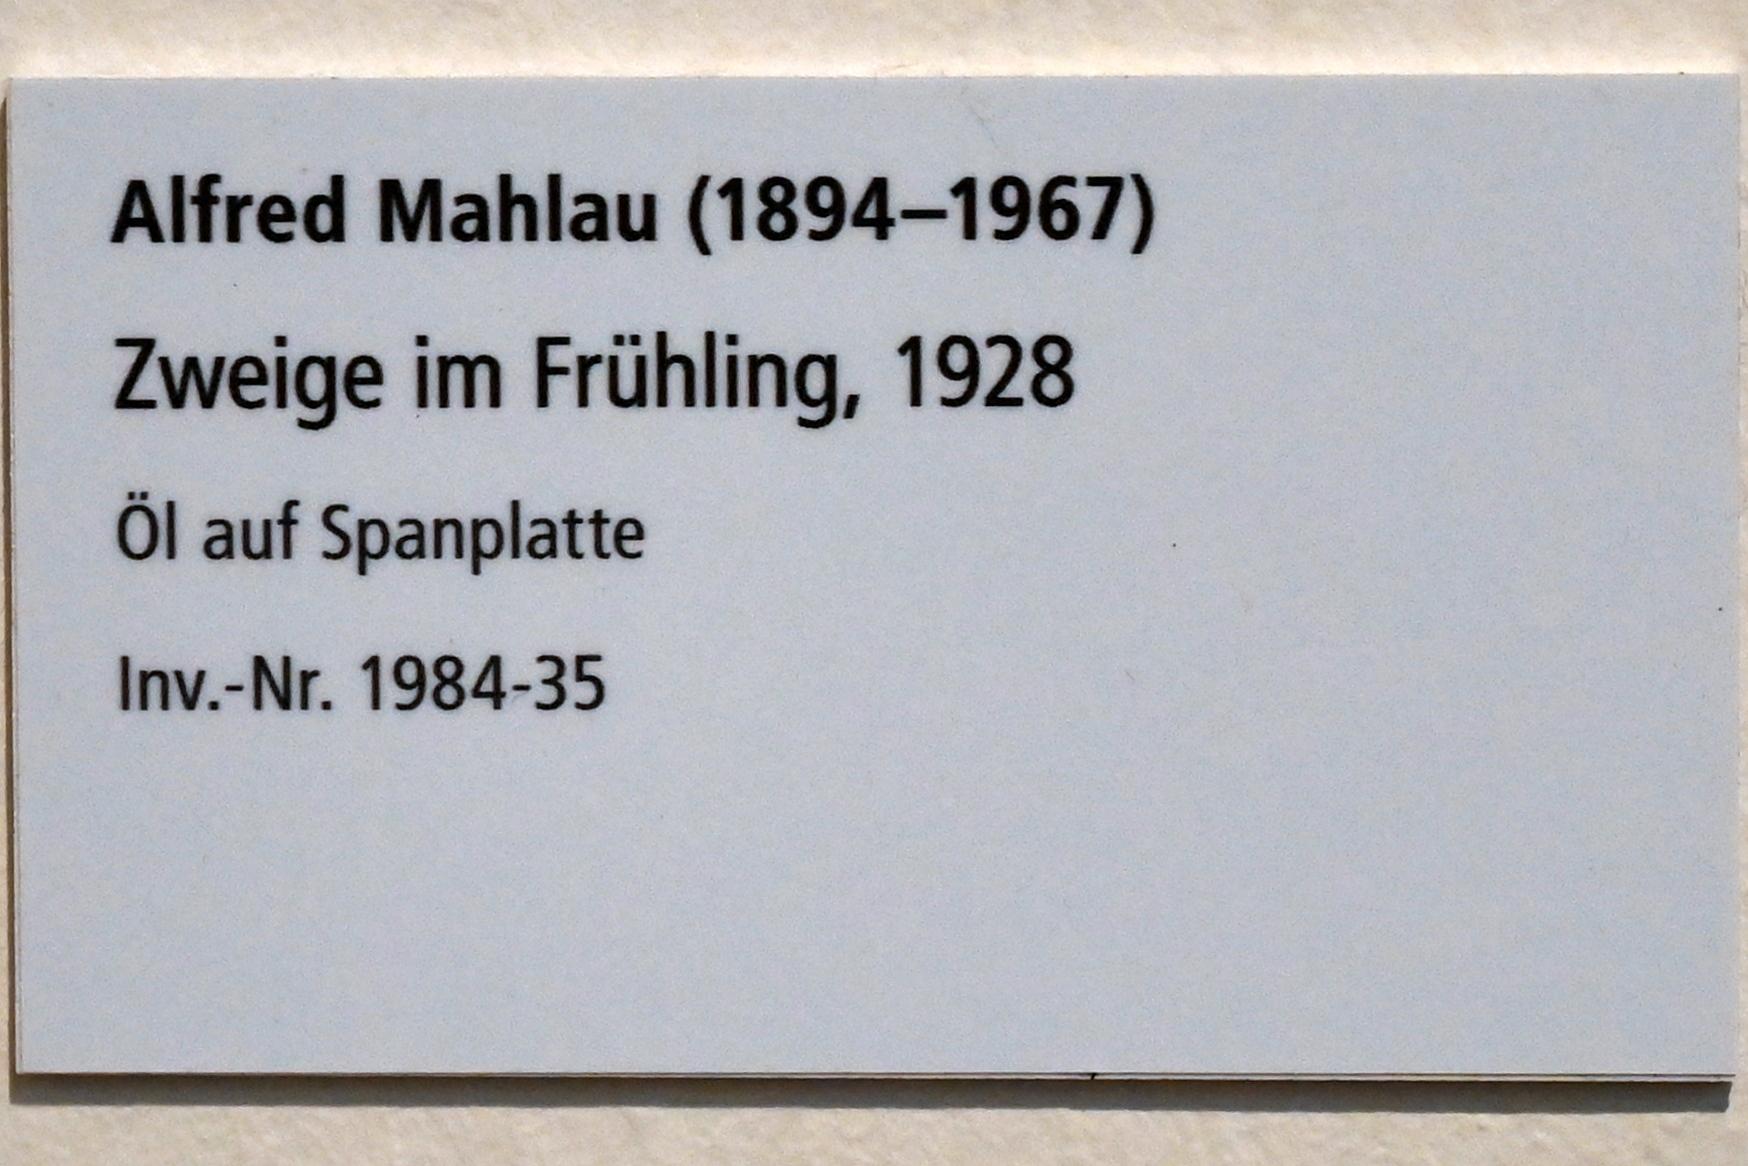 Alfred Mahlau (1894–1967)
Zweige im Frühling, 1928
Öl auf Spanplatte
Inv.-Nr. 1984-35